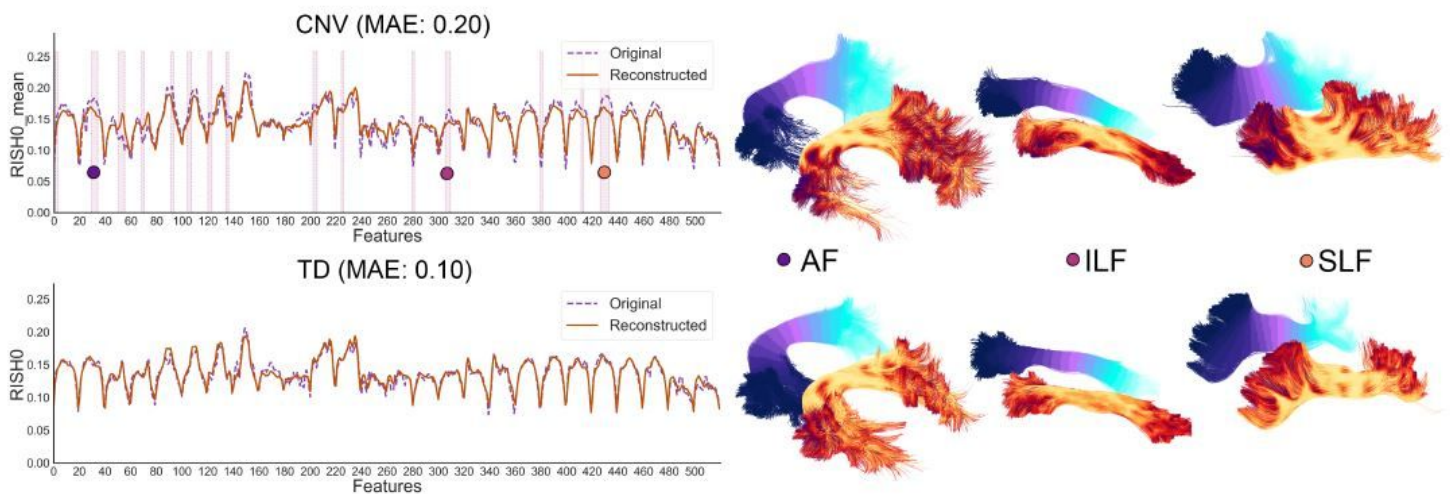 CNV (MAE: 0.20)
Original
Reconstructed
RISH0_mean
0.25
0.20
0.15
0.10
0.05
0.00
0 20 40 60 80 100 120 140 160 180 200 220 240 260 280 300 320 340 360 380 400 420 440 460 480 500
Features
AF
ILF
SLF
TD (MAE: 0.10)
Original
Reconstructed
RISH0
0.25
0.20
0.15
0.10
0.05
0.00
0 20 40 60 80 100 120 140 160 180 200 220 240 260 280 300 320 340 360 380 400 420 440 460 480 500
Features